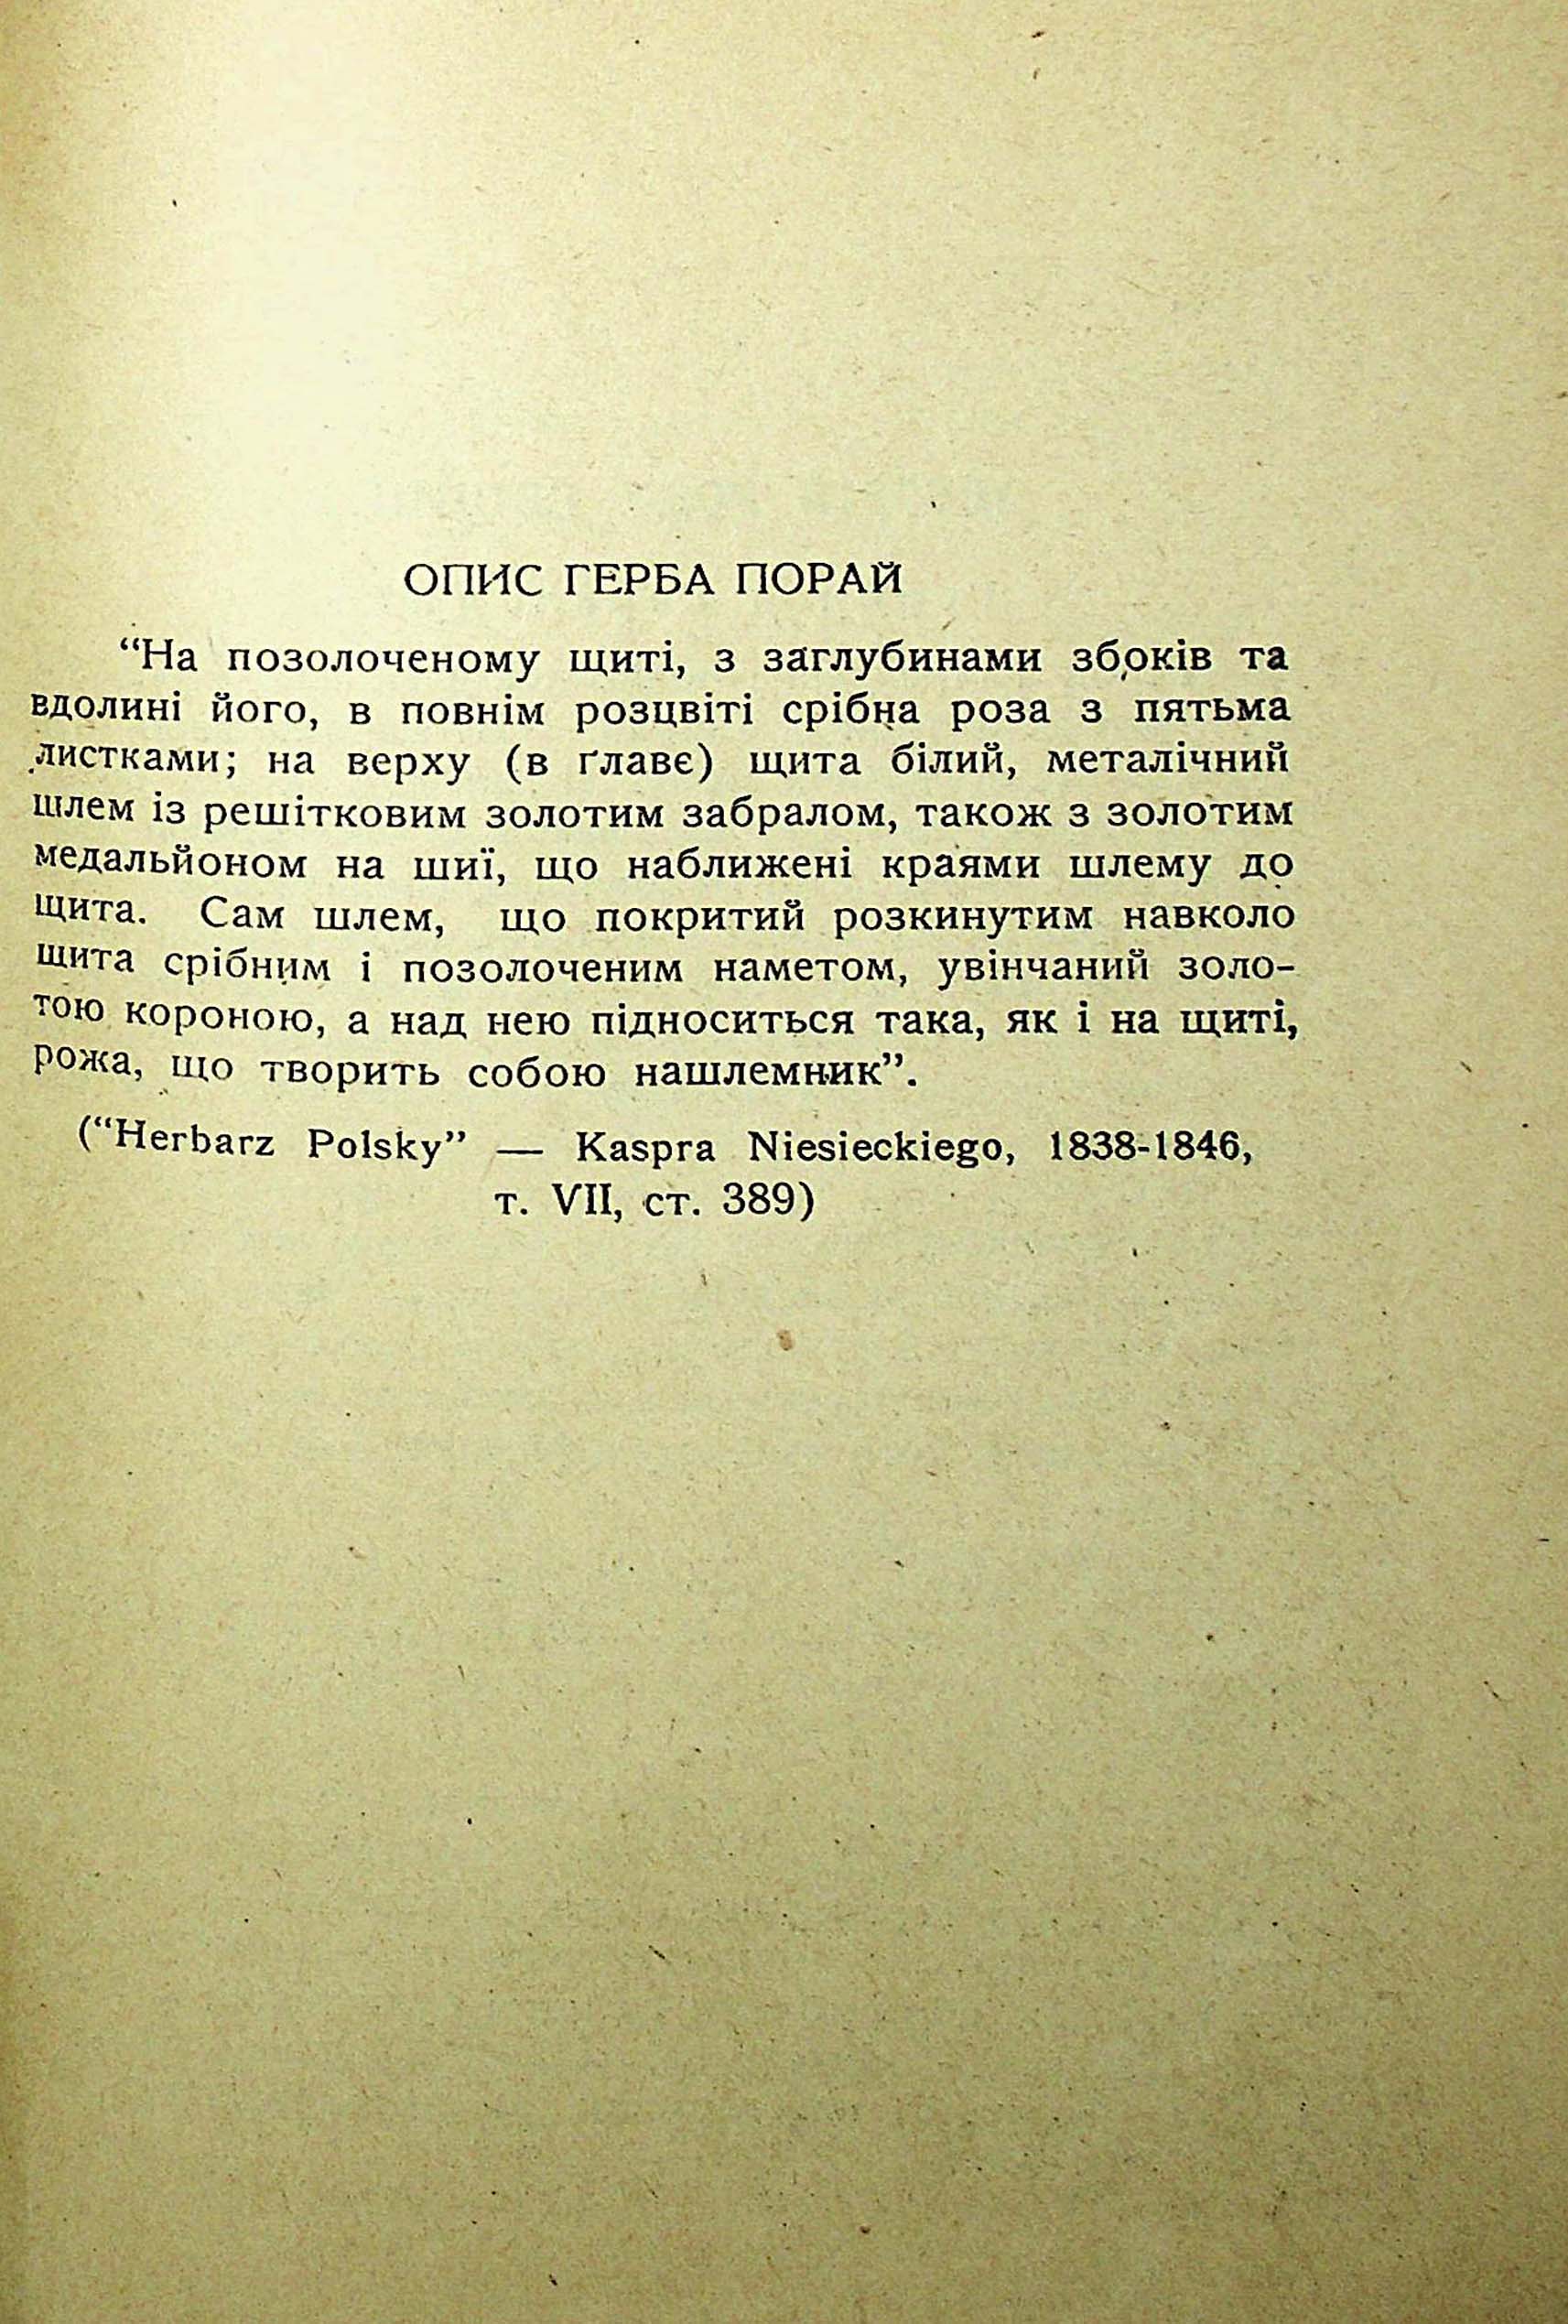 ОПИС ГЕРБА ПОРАЙ
“На позолоченому щиті, з заглубинами збоків та
вдолині його, в повнім розцвіті срібна роза з пятьма
листками; на верху (в ґлавє) щита білий, металічний
шлем із решітковим золотим забралом, також з золотим
медальйоном на шиї, що наближені краями шлему до
щита. Сам шлем, що покритий розкинутим навколо
щита срібним і позолоченим наметом, увінчаний золо-
тою короною, а над нею підноситься така, як і на щиті,
рожа, що творить собою нашлемник”.
(“Herbarz Polsky” — Kaspra Niesieckiego, 1838-1846,
т. VII, ст. 389)